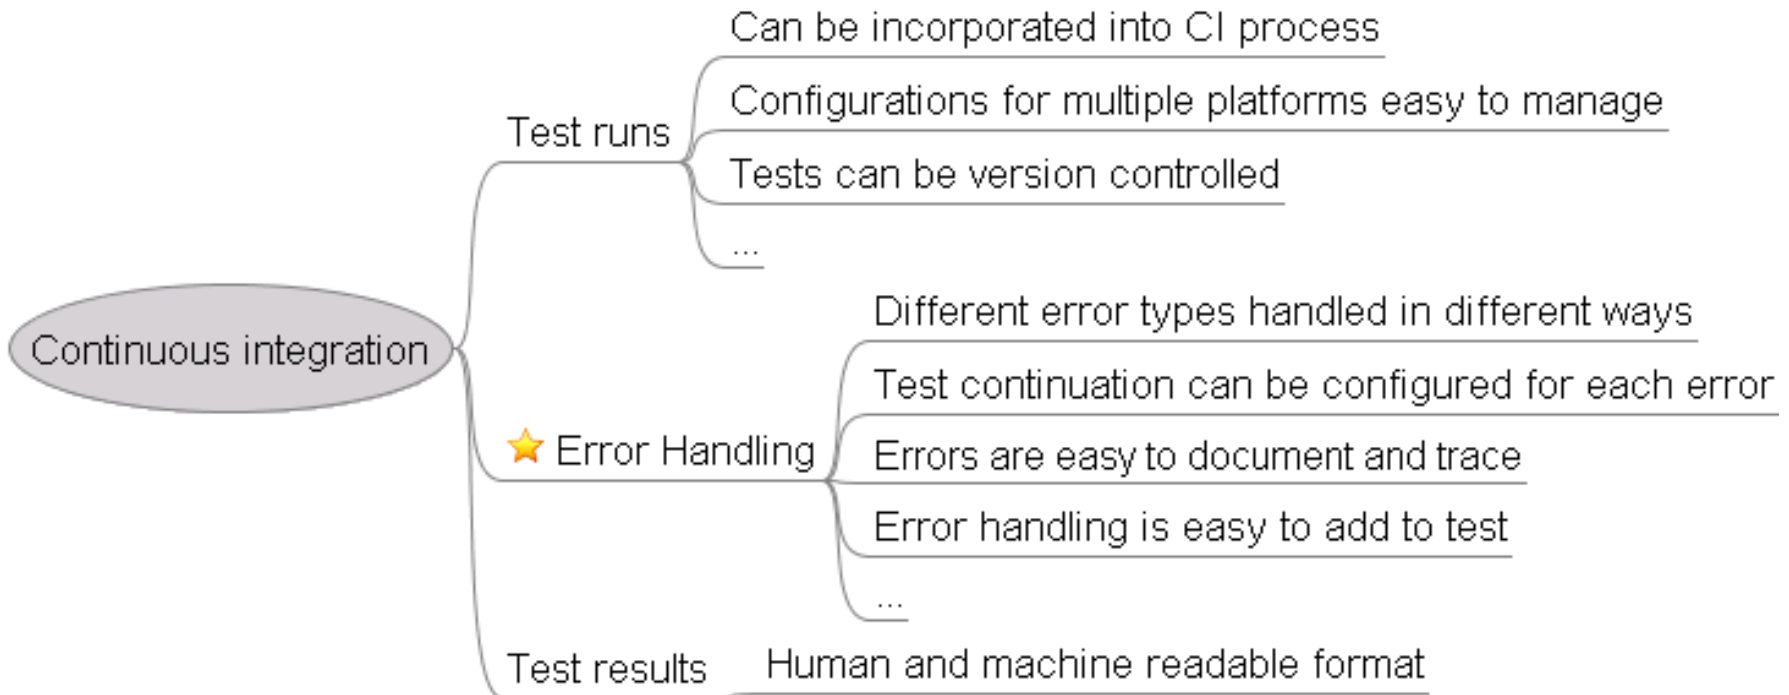 Continuous integration
Test runs
Can be incorporated into CI process
Configurations for multiple platforms easy to manage
Tests can be version controlled
...
Error Handling
Different error types handled in different ways
Test continuation can be configured for each error
Errors are easy to document and trace
Error handling is easy to add to test
...
Test results
Human and machine readable format